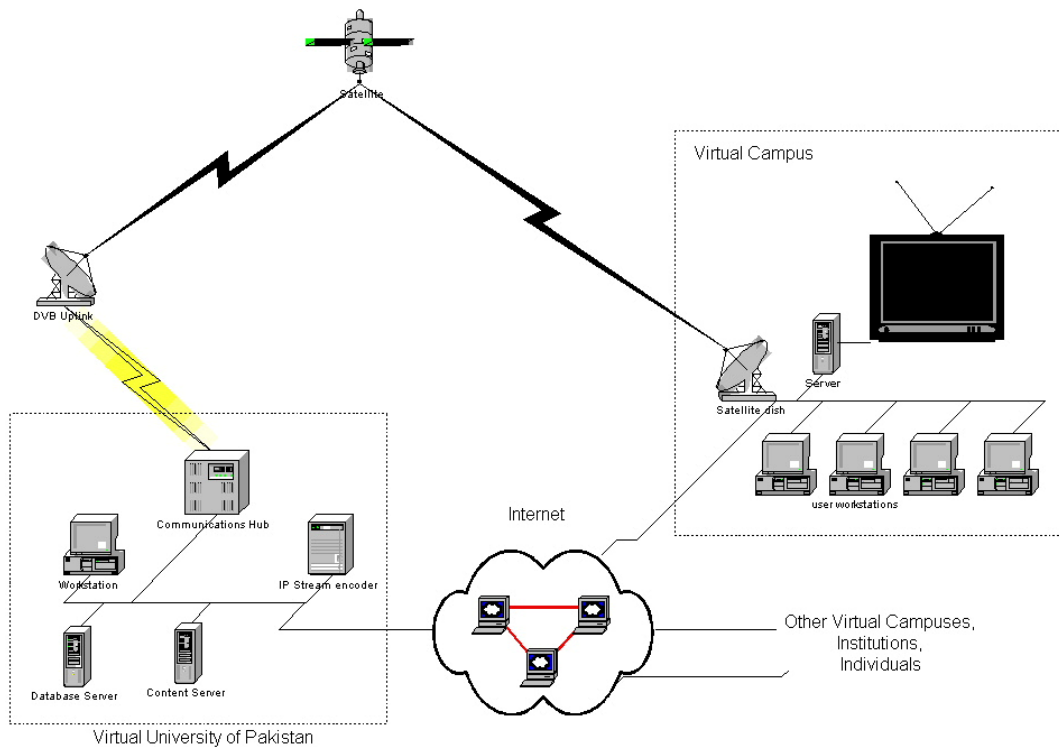 Satellite
Virtual Campus
DVB Uplink
Server
Satellite dish
user workstations
Communications Hub
Internet
Workstation
IP Stream encoder
Other Virtual Campuses,
Institutions,
Individuals
Database Server
Content Server
Virtual University of Pakistan